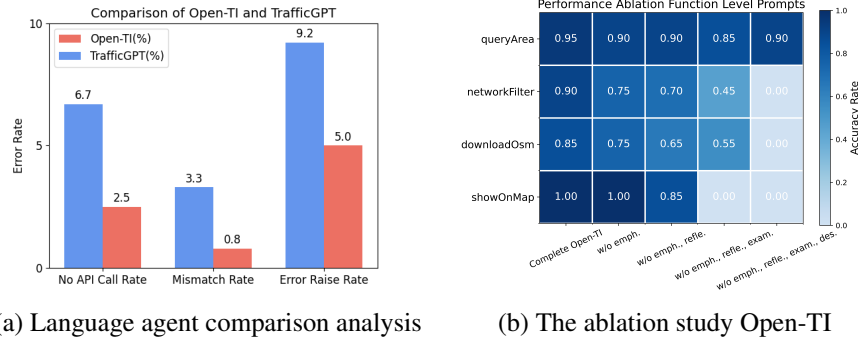 Comparison of Open-TI and TrafficGPT
Open-TI(%)
TrafficGPT(%)
Error Rate
10
5
0
6.7
2.5
3.3
0.8
9.2
5.0
No API Call Rate Mismatch Rate Error Raise Rate
Performance Ablation Function Level Prompts
queryArea 0.95 0.90 0.90 0.85 0.90
networkFilter 0.90 0.75 0.70 0.45 0.00
downloadOsm 0.85 0.75 0.65 0.55 0.00
showOnMap 1.00 1.00 0.85 0.00 0.00
Complete Open-TI
w/o emph.
w/o emph., refle.
w/o emph., refle., exam.
w/o emph., refle., exam., des.
1.0
0.8
0.6
0.4
0.2
0.0
Accuracy Rate
(a) Language agent comparison analysis
(b) The ablation study Open-TI